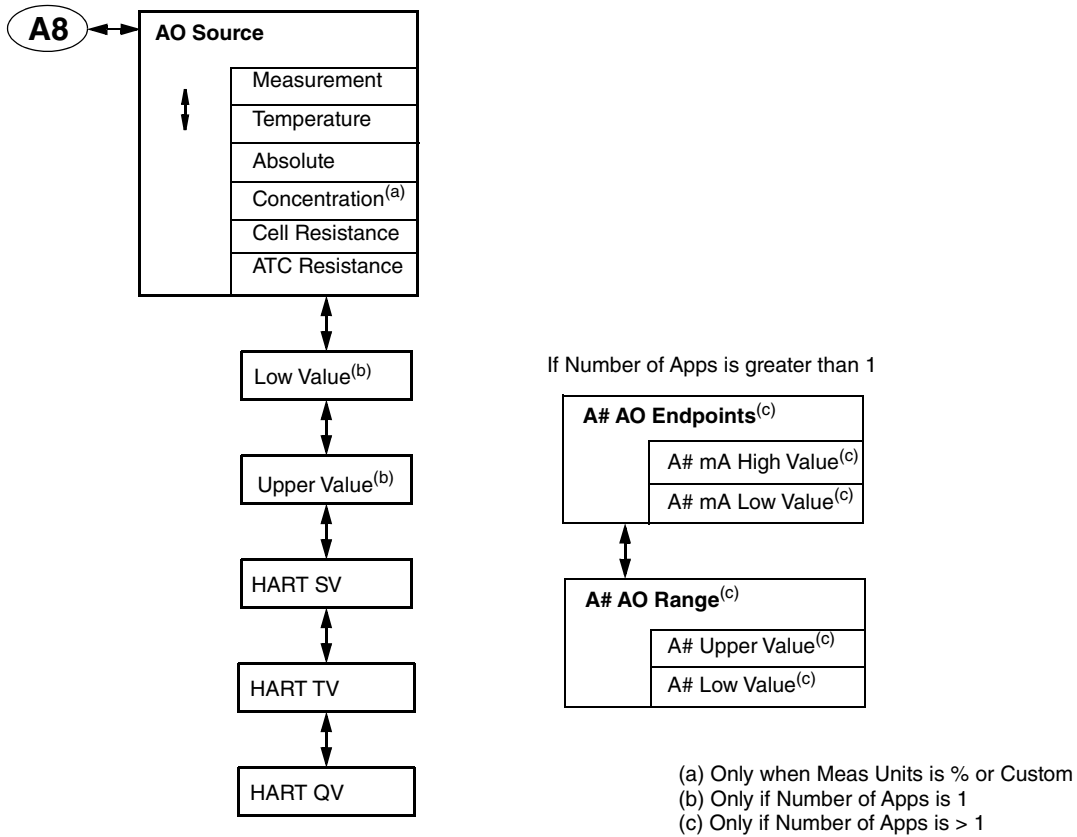 A8
AO Source
Measurement
Temperature
Absolute
Concentration(a)
Cell Resistance
ATC Resistance
Low Value(b)
Upper Value(b)
HART SV
HART TV
HART QV
If Number of Apps is greater than 1
A# AO Endpoints(c)
A# mA High Value(c)
A# mA Low Value(c)
A# AO Range(c)
A# Upper Value(c)
A# Low Value(c)
(a) Only when Meas Units is % or Custom
(b) Only if Number of Apps is 1
(c) Only if Number of Apps is > 1